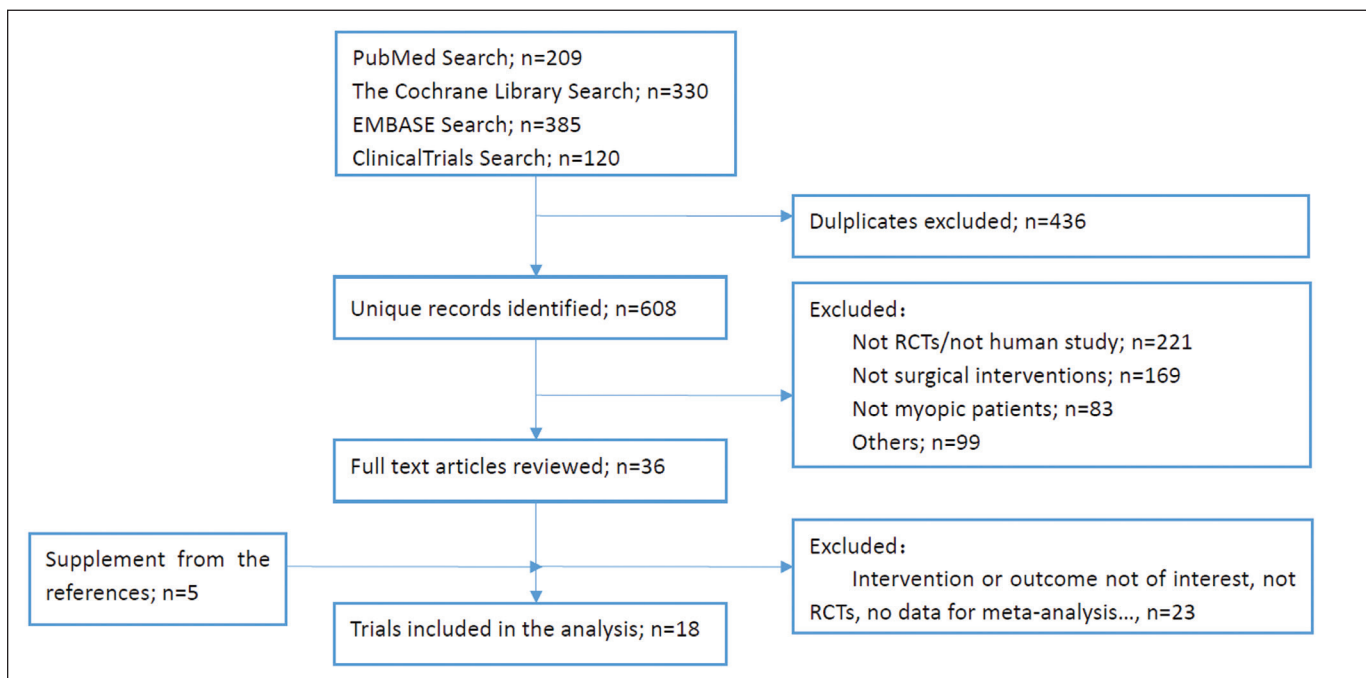 PubMed Search; n=209
The Cochrane Library Search; n=330
EMBASE Search; n=385
ClinicalTrials Search; n=120
Dulplicates excluded; n=436
Unique records identified; n=608
Excluded：
Not RCTs/not human study; n=221
Not surgical interventions; n=169
Not myopic patients; n=83
Others; n=99
Full text articles reviewed; n=36
Supplement from the
references; n=5
Excluded：
Intervention or outcome not of interest, not
RCTs, no data for meta-analysis..., n=23
Trials included in the analysis; n=18